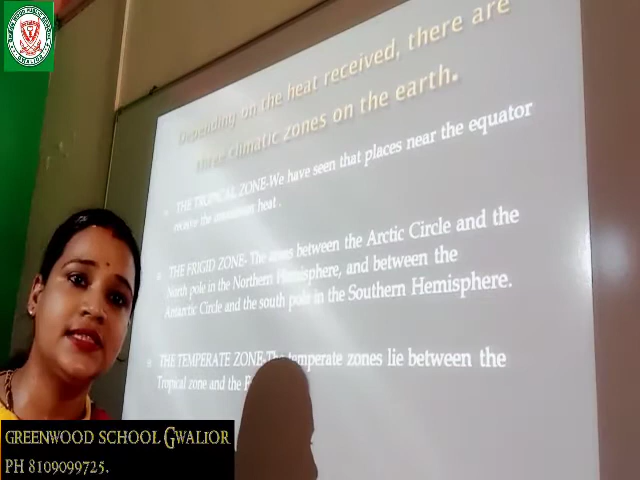 Depending on the heat received, there are
three climatic zones on the earth.
THE TROPICAL ZONE-We have seen that places near the equator
receive the maximum heat .
THE FRIGID ZONE- The zones between the Arctic Circle and the
North pole in the Northern Hemisphere, and between the
Antarctic Circle and the south pole in the Southern Hemisphere.
THE TEMPERATE ZONE-The temperate zones lie between the
Tropical zone and the F
GREENWOOD SCHOOL GWALIOR
PH 8109099725.